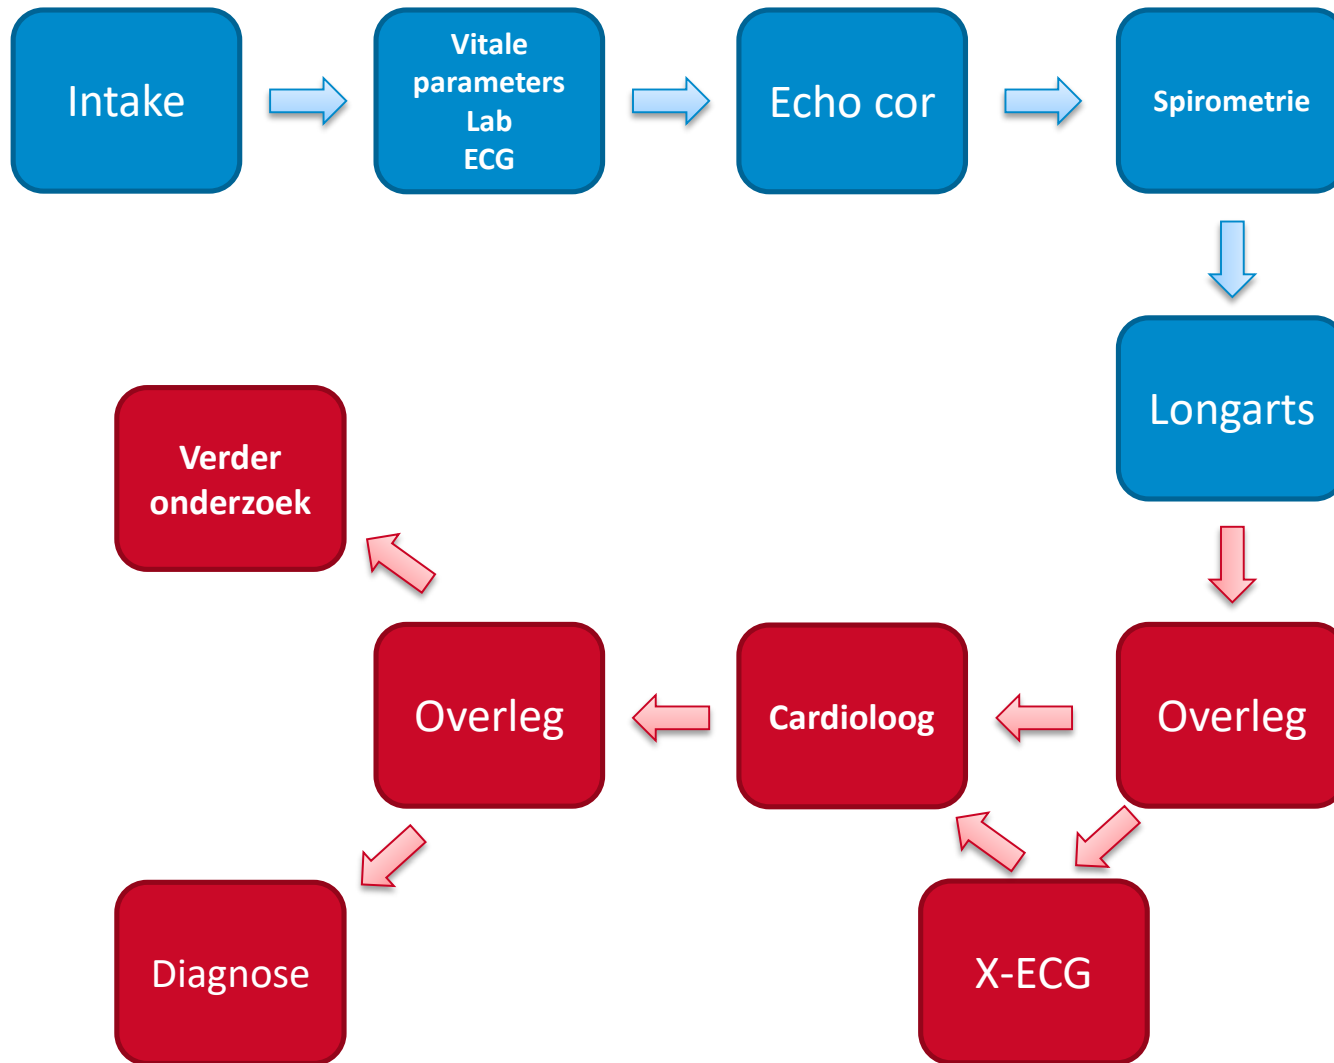 Intake
Vitale
parameters
Lab
ECG
Echo cor
Spirometrie
Longarts
Verder
onderzoek
Overleg
Cardioloog
Overleg
Diagnose
X-ECG